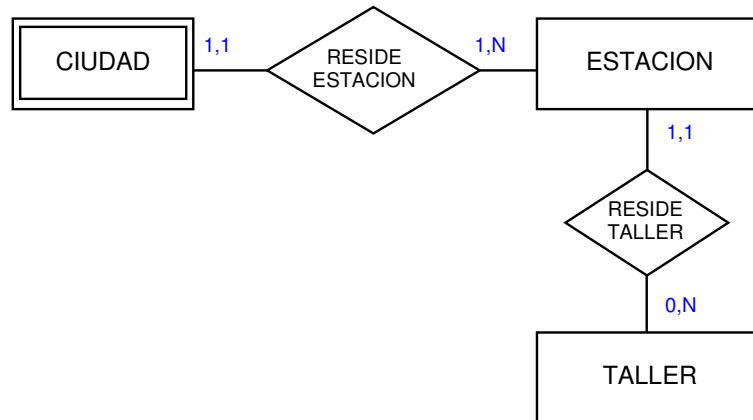 CIUDAD
1,1
RESIDE
ESTACION
1,N
ESTACION
1,1
RESIDE
TALLER
0,N
TALLER